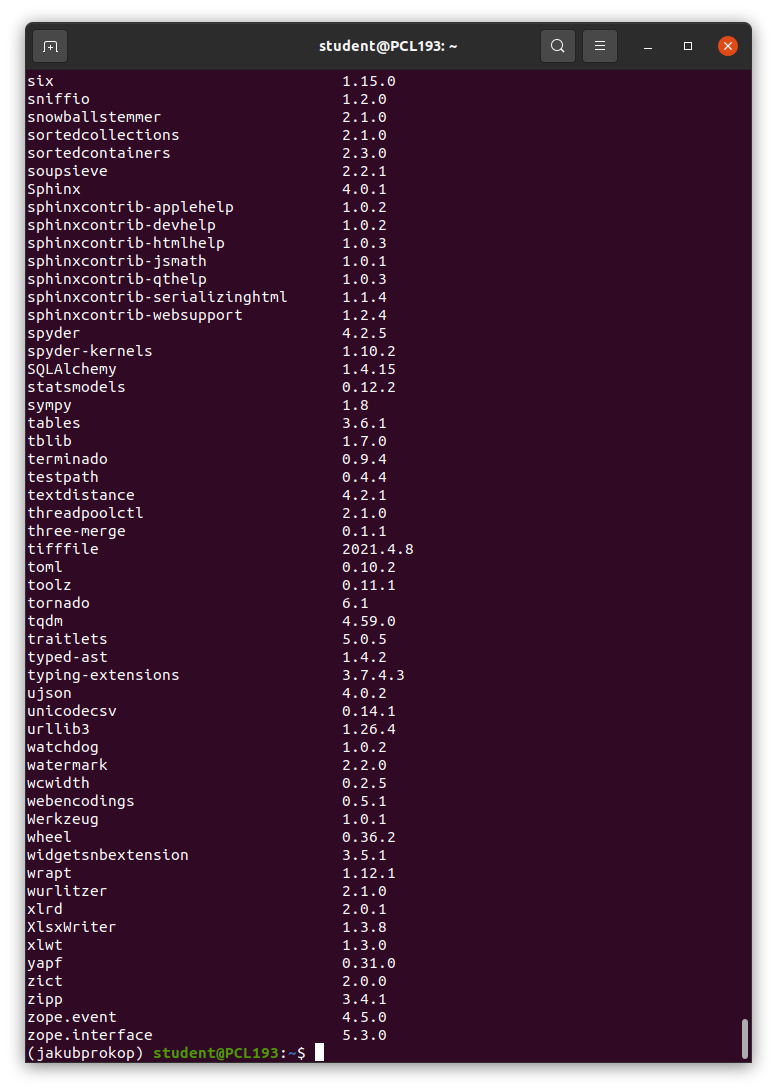 student@PCL193: ~
six 1.15.0
sniffio 1.2.0
snowballstemmer 2.1.0
sortedcollections 2.1.0
sortedcontainers 2.3.0
soupsieve 2.2.1
Sphinx 4.0.1
sphinxcontrib-applehelp 1.0.2
sphinxcontrib-devhelp 1.0.2
sphinxcontrib-htmlhelp 1.0.3
sphinxcontrib-jsmath 1.0.1
sphinxcontrib-qthelp 1.0.3
sphinxcontrib-serializinghtml 1.1.4
sphinxcontrib-websupport 1.2.4
spyder 4.2.5
spyder-kernels 1.10.2
SQLAlchemy 1.4.15
statsmodels 0.12.2
sympy 1.8
tables 3.6.1
tblib 1.7.0
terminado 0.9.4
testpath 0.4.4
textdistance 4.2.1
threadpoolctl 2.1.0
three-merge 0.1.1
tifffile 2021.4.8
toml 0.10.2
toolz 0.11.1
tornado 6.1
tqdm 4.59.0
traitlets 5.0.5
typed-ast 1.4.2
typing-extensions 3.7.4.3
ujson 4.0.2
unicodecsv 0.14.1
urllib3 1.26.4
watchdog 1.0.2
watermark 2.2.0
wcwidth 0.2.5
webencodings 0.5.1
Werkzeug 1.0.1
wheel 0.36.2
widgetsnbextension 3.5.1
wrapt 1.12.1
wurlitzer 2.1.0
xlrd 2.0.1
XlsxWriter 1.3.8
xlwt 1.3.0
yapf 0.31.0
zict 2.0.0
zipp 3.4.1
zope.event 4.5.0
zope.interface 5.3.0
(jakubprokop) student@PCL193:~$